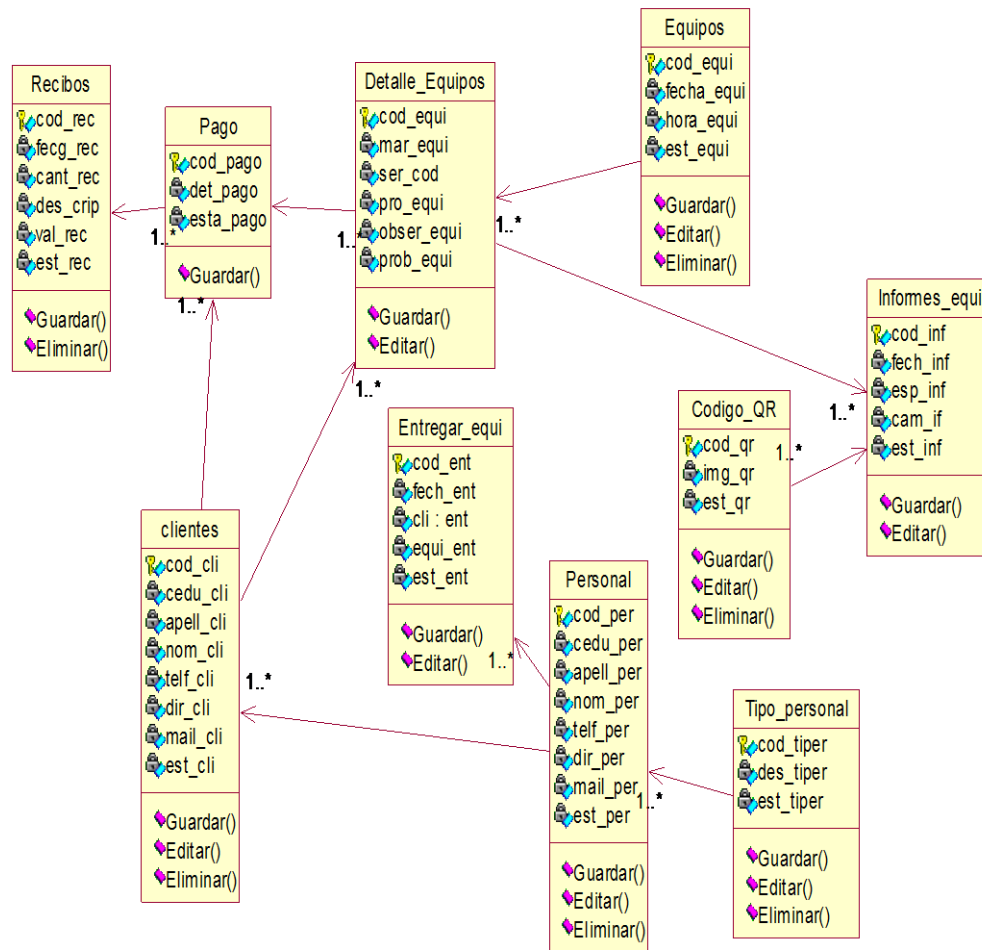 Recibos
cod_rec
fecg_rec
cant_rec
des_crip
val_rec
est_rec
Guardar()
Eliminar()
Pago
cod_pago
det_pago
esta_pago
Guardar()
1..*
1..*
Detalle_Equipos
cod_equi
mar_equi
ser_cod
pro_equi
obser_equi
prob_equi
Guardar()
Editar()
1..*
1..*
1..*
Equipos
cod_equi
fecha_equi
hora_equi
est_equi
Guardar()
Editar()
Eliminar()
Informes_equi
cod_inf
fech_inf
esp_inf
cam_if
est_inf
Guardar()
Editar()
1..*
Codigo_QR
cod_qr
img_qr
est_qr
Guardar()
Editar()
Eliminar()
1..*
Entregar_equi
cod_ent
fech_ent
cli : ent
equi_ent
est_ent
Guardar()
Editar()
1..*
clientes
cod_cli
cedu_cli
apell_cli
nom_cli
telf_cli
dir_cli
mail_cli
est_cli
Guardar()
Editar()
Eliminar()
1..*
Personal
cod_per
cedu_per
apell_per
nom_per
telf_per
dir_per
mail_per
est_per
Guardar()
Editar()
Eliminar()
1..*
Tipo_personal
cod_tiper
des_tiper
est_tiper
Guardar()
Editar()
Eliminar()